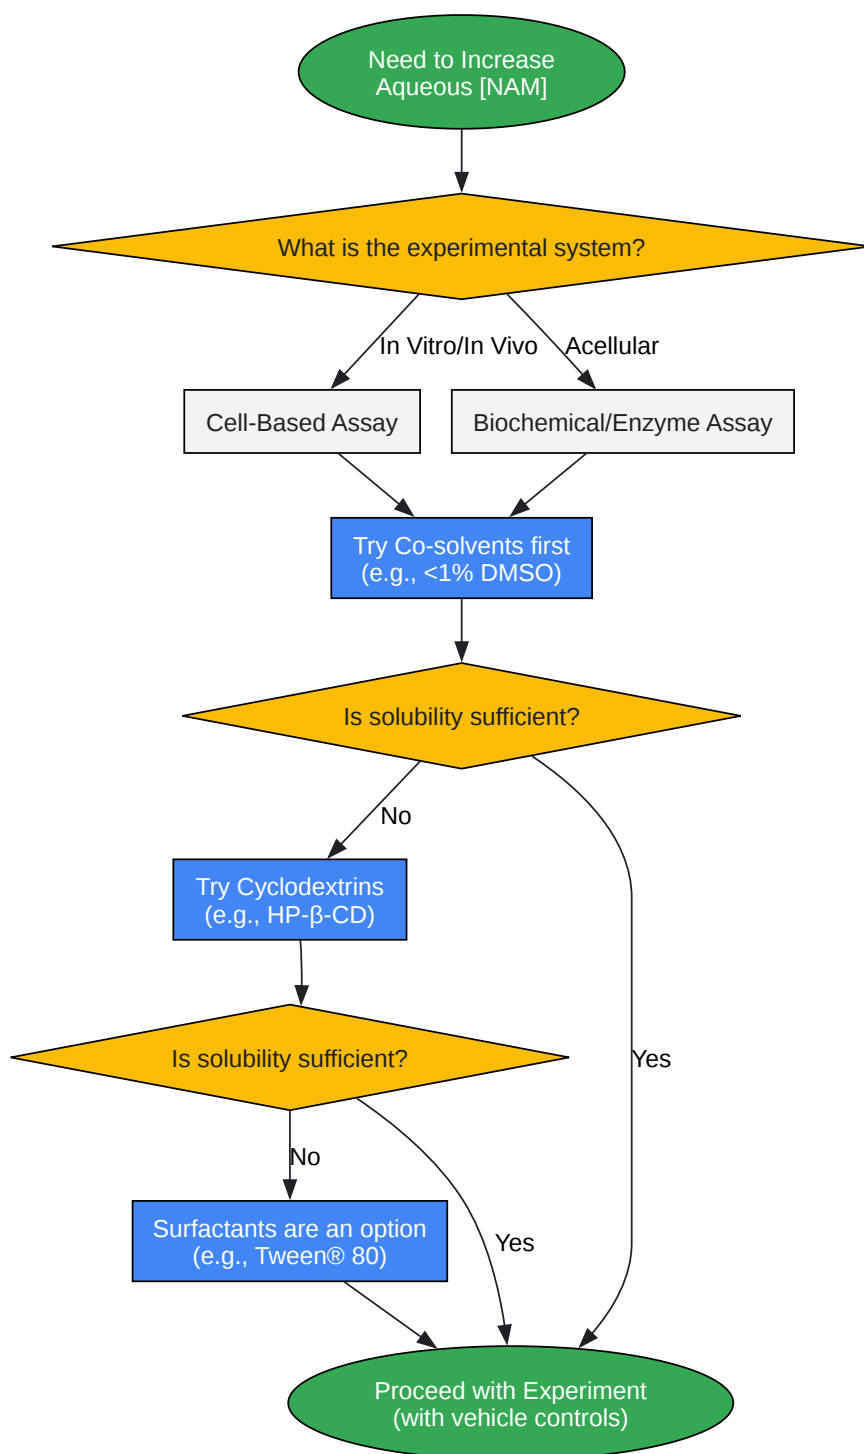 Need to Increase
Aqueous [NAM]
What is the experimental system?
In Vitro/In Vivo
Acellular
Cell-Based Assay
Biochemical/Enzyme Assay
Try Co-solvents first
(e.g., <1% DMSO)
Is solubility sufficient?
No
Try Cyclodextrins
(e.g., HP-β-CD)
Is solubility sufficient?
Yes
No
Surfactants are an option
(e.g., Tween® 80)
Yes
Proceed with Experiment
(with vehicle controls)